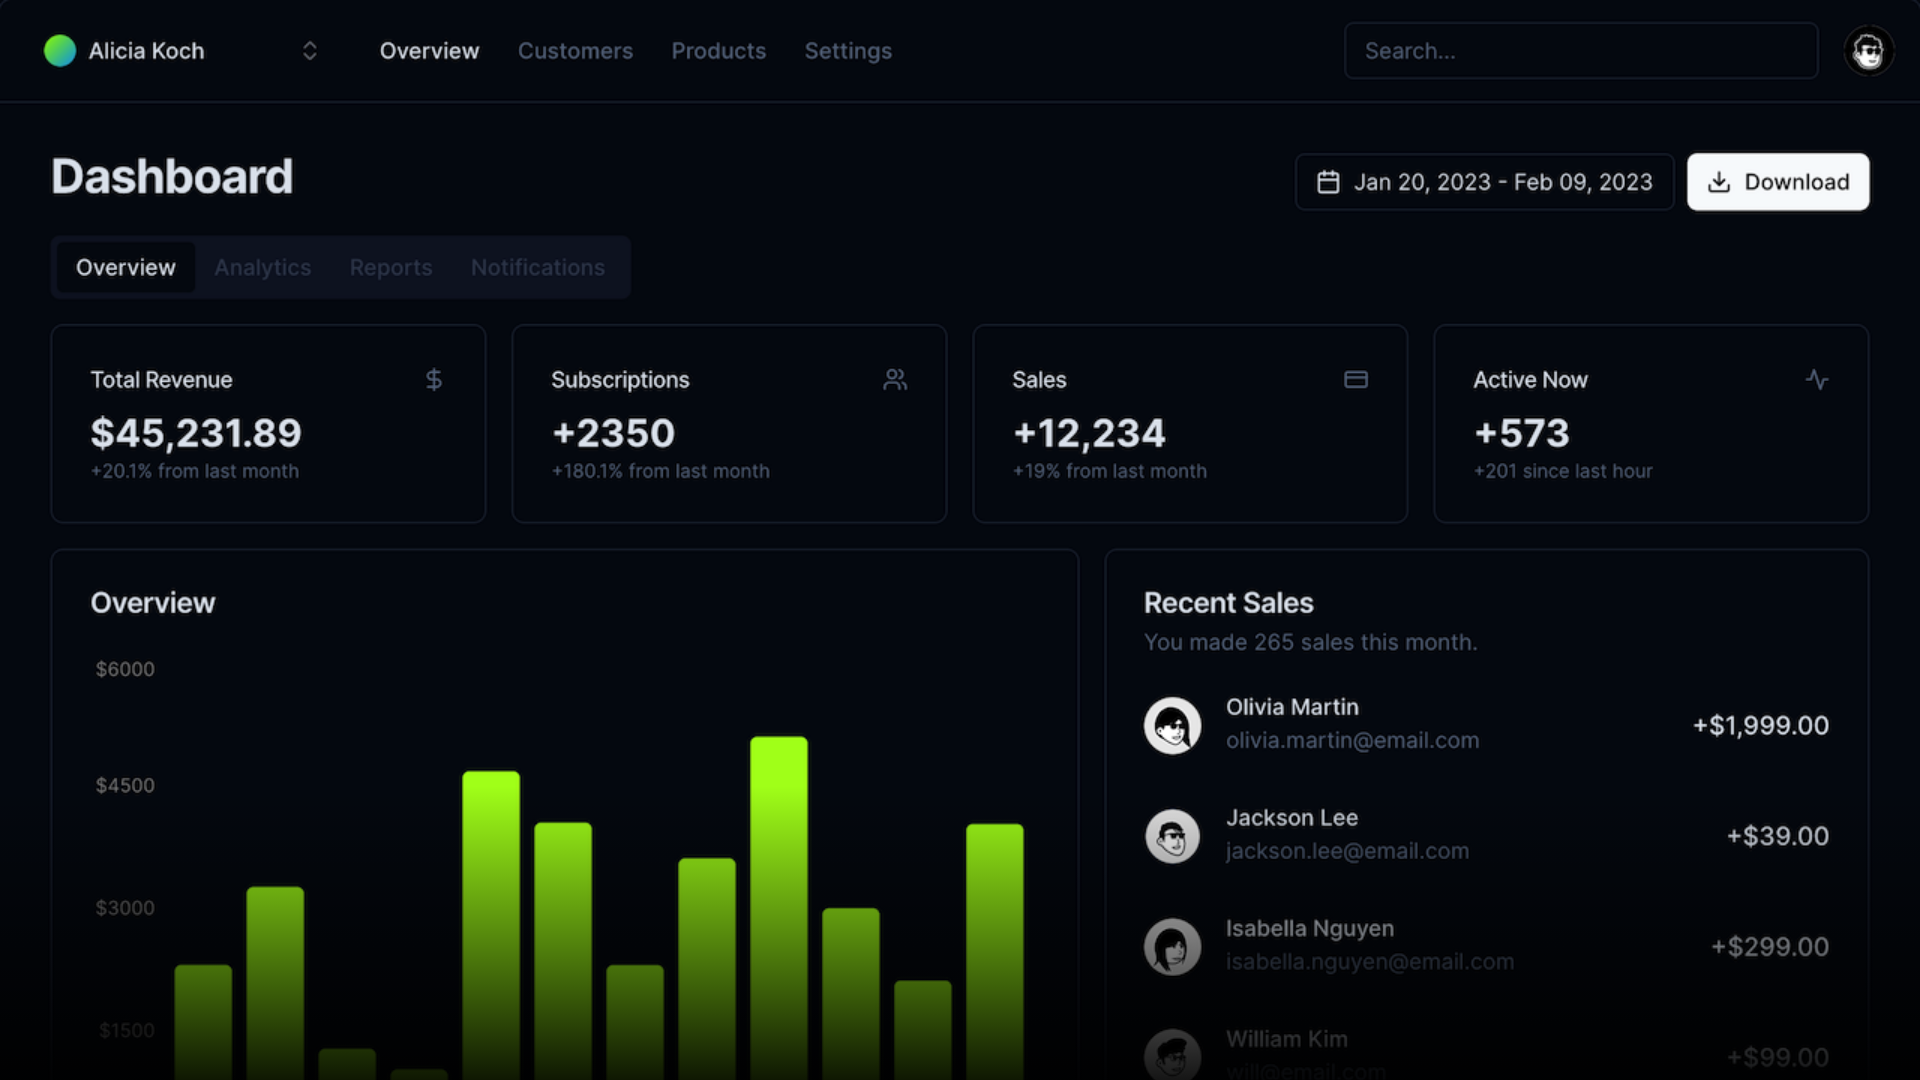 Alicia Koch
Overview Customers Products Settings
Search...
Dashboard
Jan 20, 2023 - Feb 09, 2023
Download
Overview Analytics Reports Notifications
Total Revenue
$45,231.89
+20.1% from last month
Subscriptions
+2350
+180.1% from last month
Sales
+12,234
+19% from last month
Active Now
+573
+201 since last hour
Overview
$6000
$4500
$3000
$1500
Recent Sales
You made 265 sales this month.
Olivia Martin
olivia.martin@email.com
+$1,999.00
Jackson Lee
jackson.lee@email.com
+$39.00
Isabella Nguyen
isabella.nguyen@email.com
+$299.00
William Kim
will@email.com
+$99.00